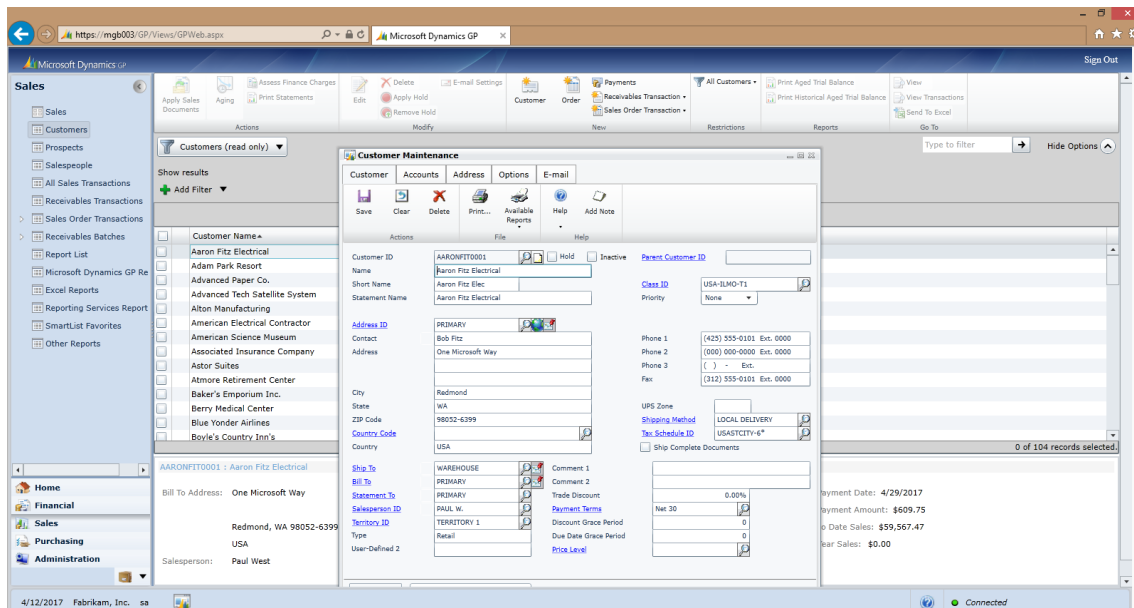 https://mgb003/GP/Views/GPWeb.aspx
Microsoft Dynamics GP
Microsoft Dynamics GP
Sign Out
Sales
Sales
Customers
Prospects
Salespeople
All Sales Transactions
Receivables Transactions
Sales Order Transactions
Receivables Batches
Report List
Microsoft Dynamics GP Re
Excel Reports
Reporting Services Report
SmartList Favorites
Other Reports
Home
Financial
Sales
Purchasing
Administration
Apply Sales Documents
Aging
Assess Finance Charges
Print Statements
Actions
Edit
Delete
Apply Hold
Remove Hold
E-mail Settings
Modify
Customer
Order
Payments
Receivables Transaction
Sales Order Transaction
New
All Customers
Restrictions
Print Aged Trial Balance
Print Historical Aged Trial Balance
Reports
View
View Transactions
Send To Excel
Go To
Customers (read only)
Type to filter
Hide Options
Show results
Add Filter
Customer Name
Aaron Fitz Electrical
Adam Park Resort
Advanced Paper Co.
Advanced Tech Satellite System
Alton Manufacturing
American Electrical Contractor
American Science Museum
Associated Insurance Company
Astor Suites
Atmore Retirement Center
Baker's Emporium Inc.
Berry Medical Center
Blue Yonder Airlines
Boyle's Country Inn's
0 of 104 records selected.
Customer Maintenance
Customer Accounts Address Options E-mail
Save Clear Delete Print... Available Reports Help Add Note
Actions File Help
Customer ID AARONFIT0001 Hold Inactive Parent Customer ID
Name Aaron Fitz Electrical
Short Name Aaron Fitz Elec Class ID USA-ILMO-T1
Statement Name Aaron Fitz Electrical Priority None
Address ID PRIMARY
Contact Bob Fitz Phone 1 (425) 555-0101 Ext. 0000
Address One Microsoft Way Phone 2 (000) 000-0000 Ext. 0000
Phone 3 ( ) - Ext.
Fax (312) 555-0101 Ext. 0000
City Redmond
State WA UPS Zone
ZIP Code 98052-6399 Shipping Method LOCAL DELIVERY
Country Code Tax Schedule ID USASTCITY-6*
Country USA Ship Complete Documents
Ship To WAREHOUSE Comment 1
Bill To PRIMARY Comment 2
Statement To PRIMARY Trade Discount 0.00%
Salesperson ID PAUL W. Payment Terms Net 30
Territory ID TERRITORY 1 Discount Grace Period 0
Type Retail Due Date Grace Period 0
User-Defined 2 Price Level
AARONFIT0001 : Aaron Fitz Electrical
Bill To Address: One Microsoft Way
Redmond, WA 98052-6399
USA
Salesperson: Paul West
ayment Date: 4/29/2017
ayment Amount: $609.75
o Date Sales: $59,567.47
ear Sales: $0.00
4/12/2017 Fabrikam, Inc. sa
Connected